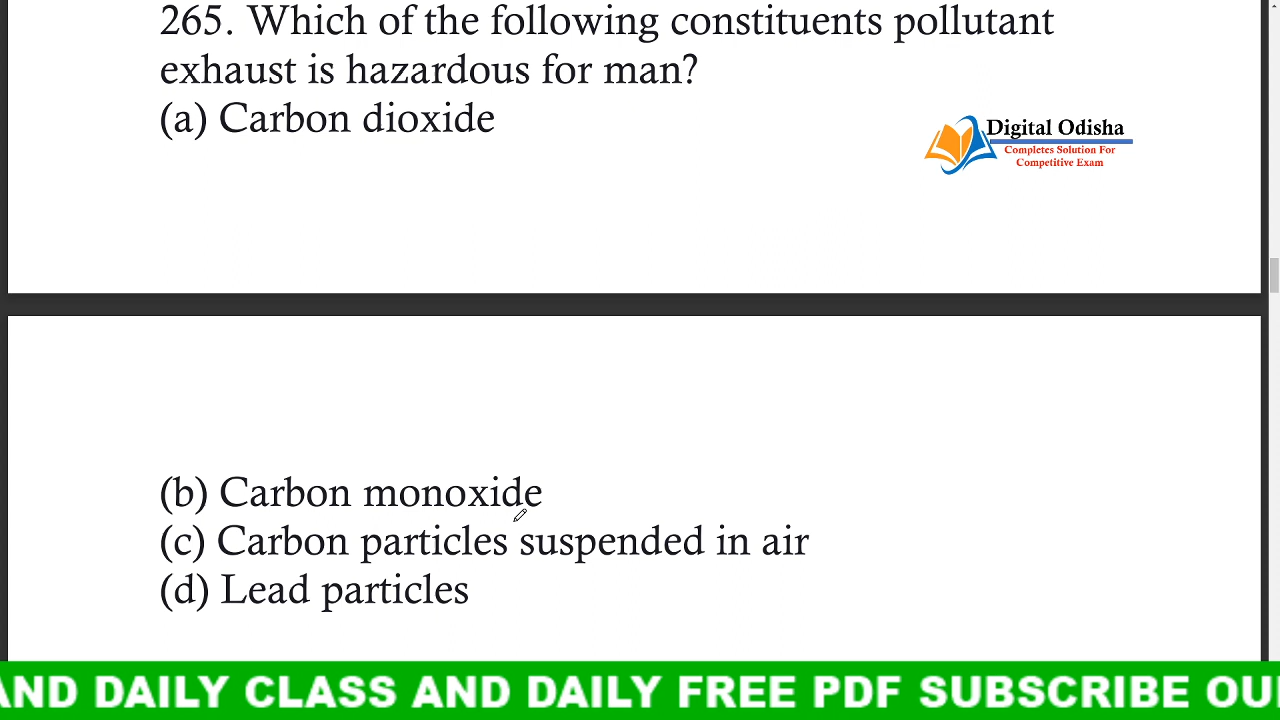 265. Which of the following constituents pollutant
exhaust is hazardous for man?
(a) Carbon dioxide
Digital Odisha
Completes Solution For
Competitive Exam
(b) Carbon monoxide
(c) Carbon particles suspended in air
(d) Lead particles
AND DAILY CLASS AND DAILY FREE PDF SUBSCRIBE OU